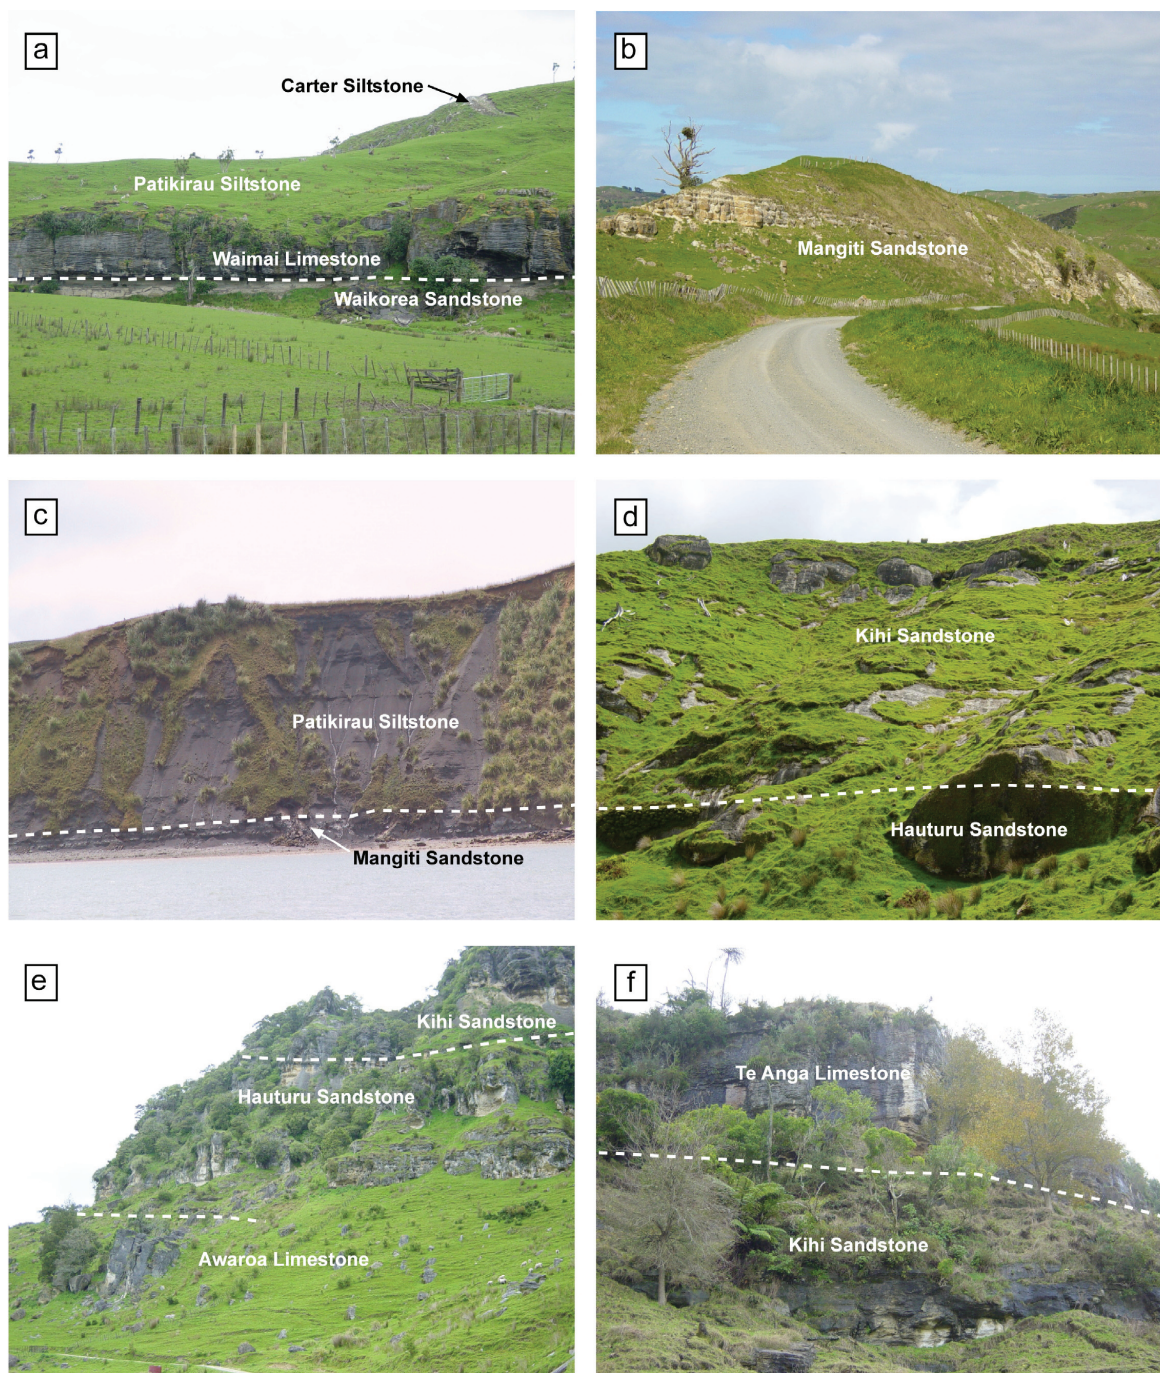 a
Carter Siltstone
Patikirau Siltstone
Waimai Limestone
Waikorea Sandstone
b
Mangiti Sandstone
c
Patikirau Siltstone
Mangiti Sandstone
d
Kihi Sandstone
Hauturu Sandstone
e
Kihi Sandstone
Hauturu Sandstone
Awaroa Limestone
f
Te Anga Limestone
Kihi Sandstone